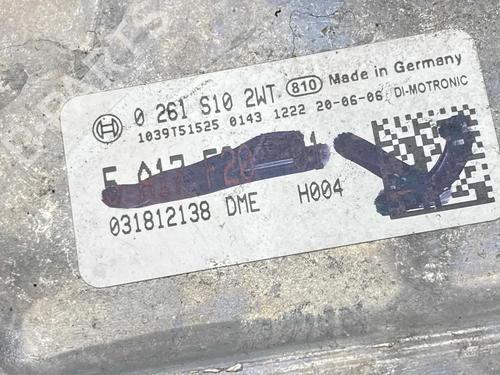 0 261 S10 2WT 810 Made in Germany
1039T51525 0143 1222 20-06-06 DI-MOTRONIC
F20
031812138 DME H004